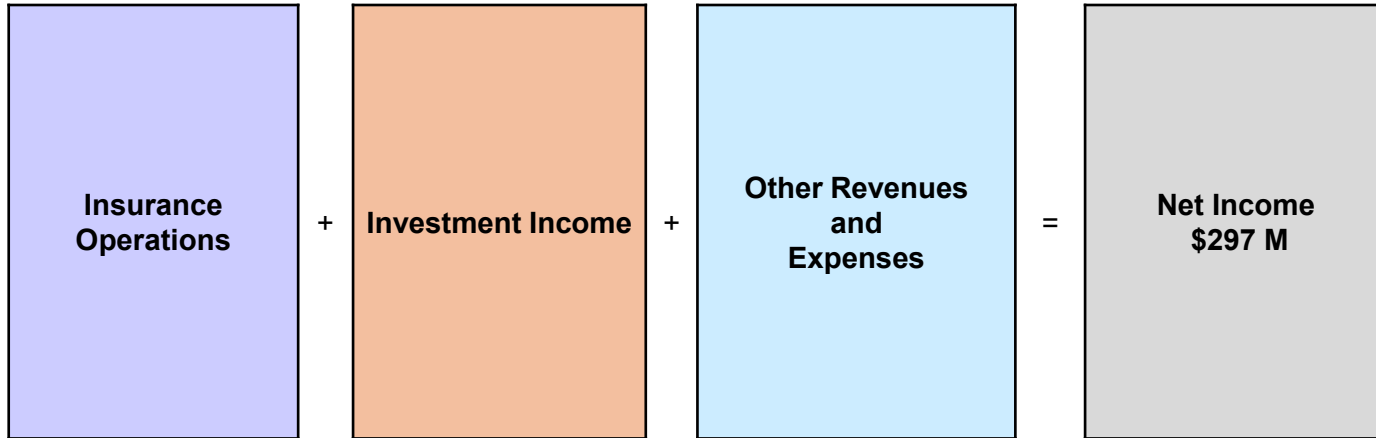 Insurance
Operations
+
Investment Income
+
Other Revenues
and
Expenses
=
Net Income
$297 M